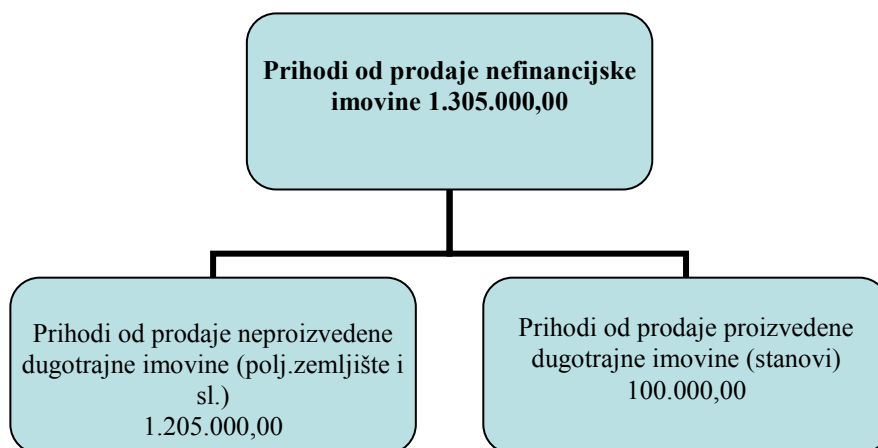 Prihodi od prodaje nefinancijske
imovine 1.305.000,00
Prihodi od prodaje neproizvedene
dugotrajne imovine (polj.zemljište i
sl.)
1.205.000,00
Prihodi od prodaje proizvedene
dugotrajne imovine (stanovi)
100.000,00